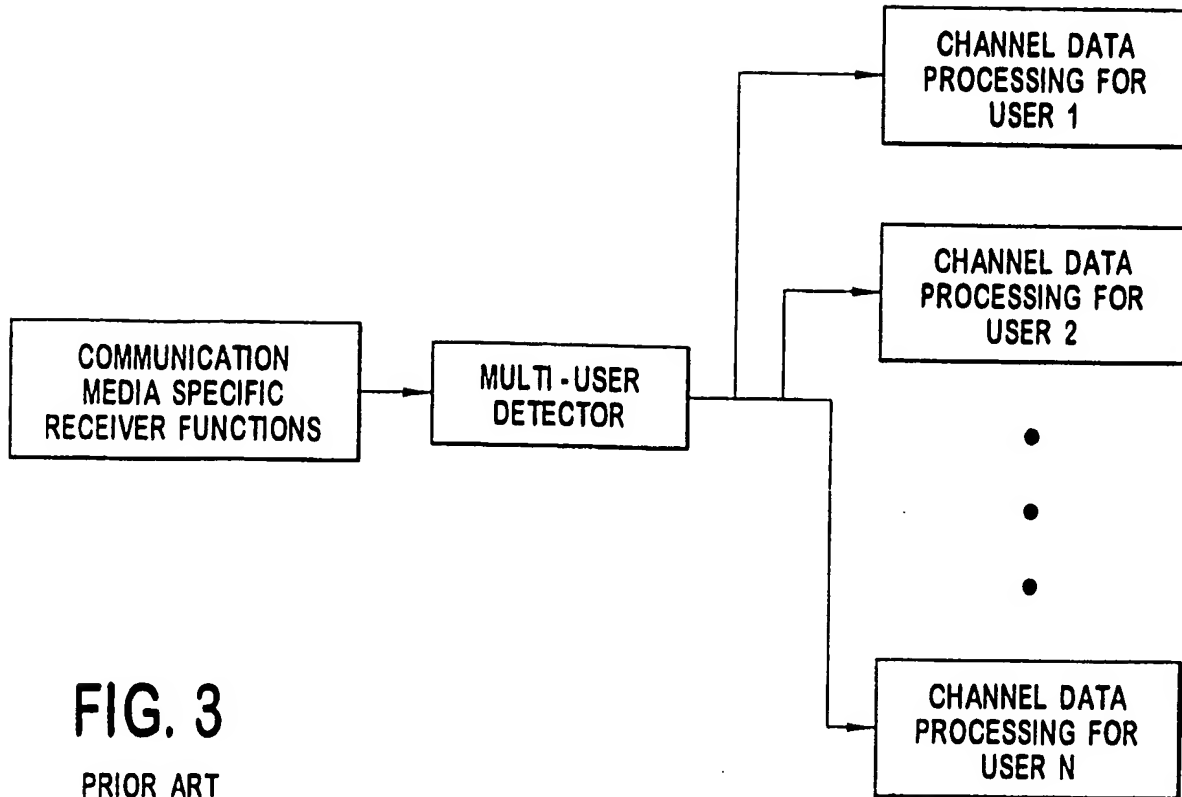 CHANNEL DATA
PROCESSING FOR
USER 1
CHANNEL DATA
PROCESSING FOR
USER 2
COMMUNICATION
MEDIA SPECIFIC
RECEIVER FUNCTIONS
MULTI-USER
DETECTOR
CHANNEL DATA
PROCESSING FOR
USER N
FIG. 3
PRIOR ART